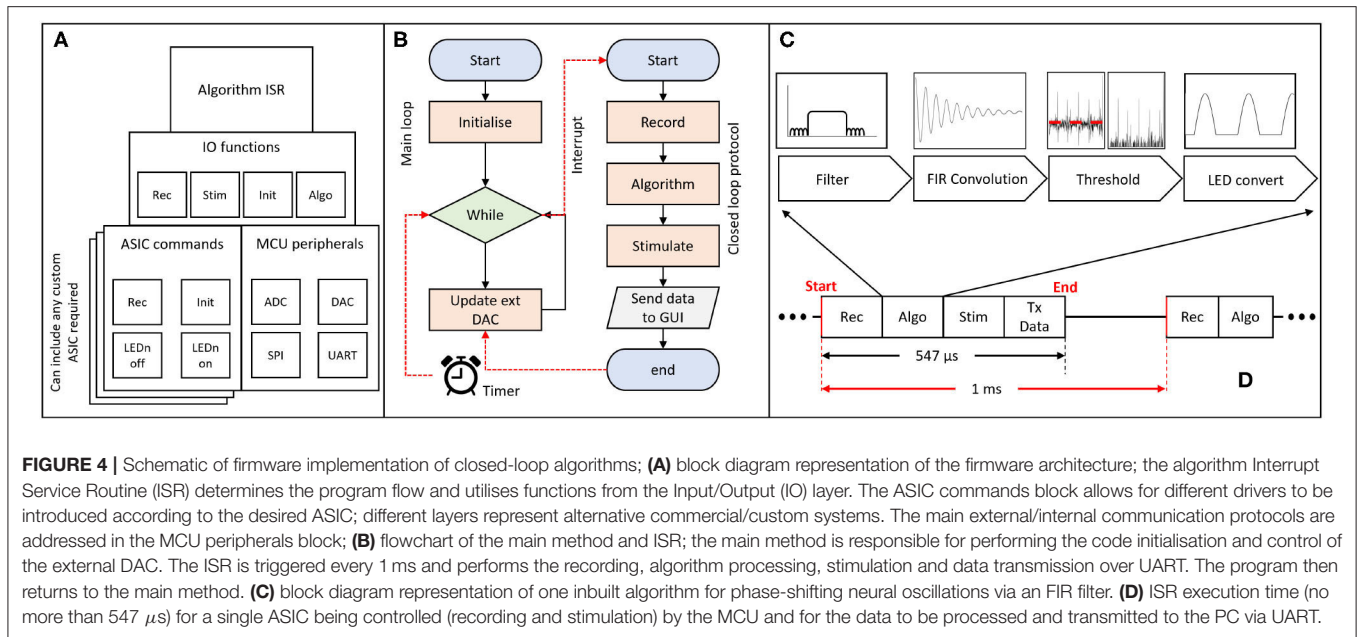 A
Algorithm ISR
IO functions
Rec
Stim
Init
Algo
ASIC commands
MCU peripherals
Rec
Init
ADC
DAC
LEDn
off
LEDn
on
SPI
UART
Can include any custom
ASIC required
B
Main loop
Start
Initialise
While
Update ext
DAC
Timer
Interrupt
Start
Record
Algorithm
Stimulate
Send data
to GUI
end
Closed loop protocol
C
Filter
FIR Convolution
Threshold
LED convert
Start
End
Rec
Algo
Stim
Tx
Data
Rec
Algo
547 µs
1 ms
D
FIGURE 4 | Schematic of firmware implementation of closed-loop algorithms; (A) block diagram representation of the firmware architecture; the algorithm Interrupt
Service Routine (ISR) determines the program flow and utilises functions from the Input/Output (IO) layer. The ASIC commands block allows for different drivers to be
introduced according to the desired ASIC; different layers represent alternative commercial/custom systems. The main external/internal communication protocols are
addressed in the MCU peripherals block; (B) flowchart of the main method and ISR; the main method is responsible for performing the code initialisation and control of
the external DAC. The ISR is triggered every 1 ms and performs the recording, algorithm processing, stimulation and data transmission over UART. The program then
returns to the main method. (C) block diagram representation of one inbuilt algorithm for phase-shifting neural oscillations via an FIR filter. (D) ISR execution time (no
more than 547 µs) for a single ASIC being controlled (recording and stimulation) by the MCU and for the data to be processed and transmitted to the PC via UART.